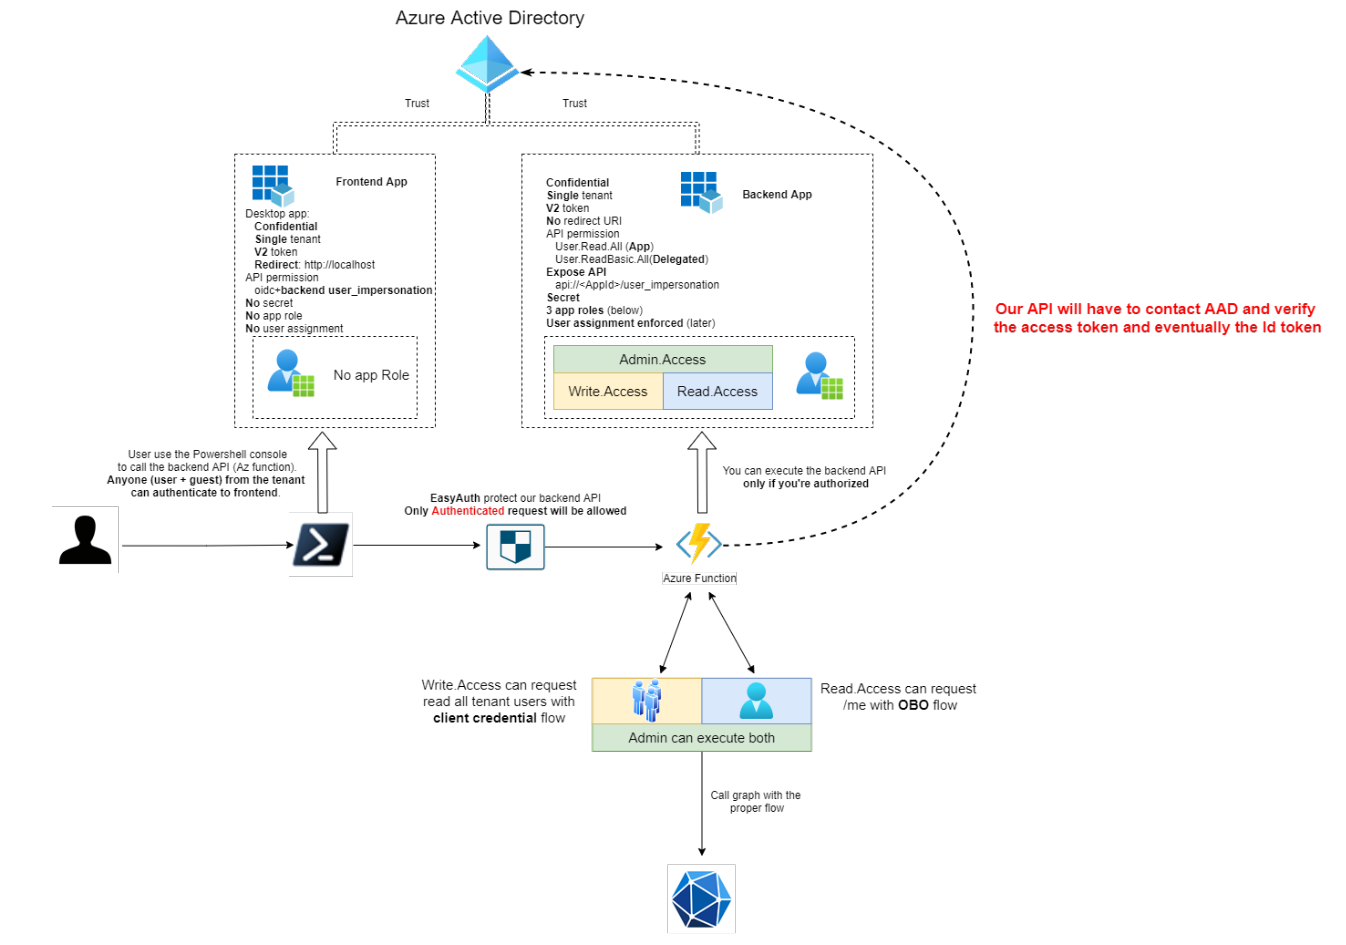 Azure Active Directory
Trust
Trust
Frontend App
Desktop app:
Confidential
Single tenant
V2 token
Redirect: http://localhost
API permission
oidc+backend user_impersonation
No secret
No app role
No user assignment
No app Role
Confidential
Single tenant
V2 token
No redirect URI
API permission
User.Read.All (App)
User.ReadBasic.All(Delegated)
Expose API
api://<AppId>/user_impersonation
Secret
3 app roles (below)
User assignment enforced (later)
Backend App
Admin.Access
Write.Access
Read.Access
Our API will have to contact AAD and verify
the access token and eventually the Id token
User use the Powershell console
to call the backend API (Az function).
Anyone (user + guest) from the tenant
can authenticate to frontend.
EasyAuth protect our backend API
Only Authenticated request will be allowed
You can execute the backend API
only if you're authorized
Azure Function
Write.Access can request
read all tenant users with
client credential flow
Read.Access can request
/me with OBO flow
Admin can execute both
Call graph with the
proper flow